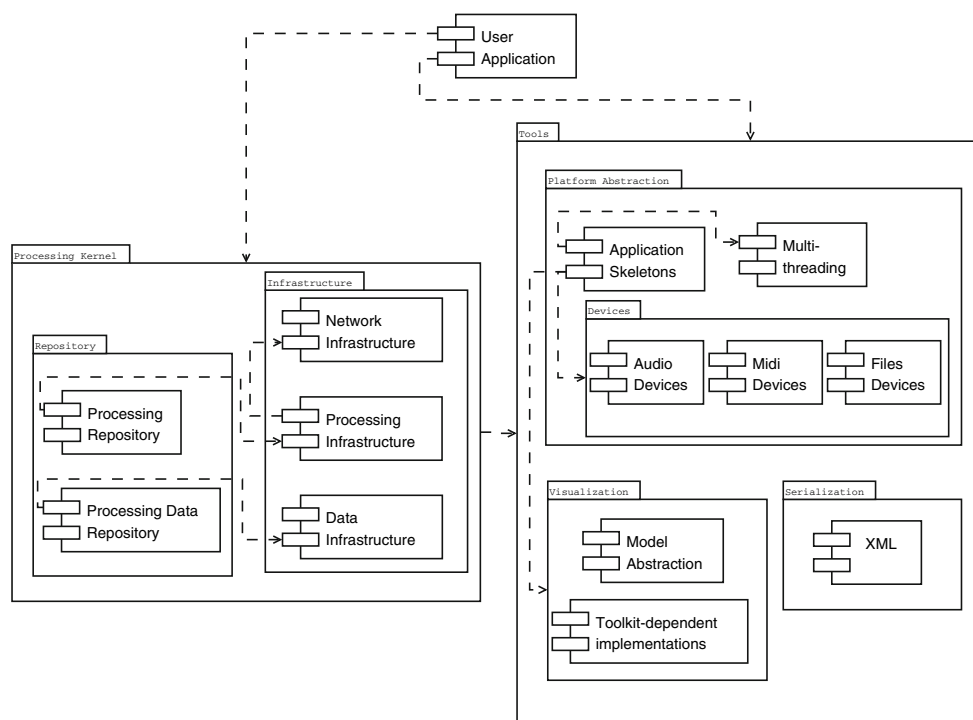 User
Application
Tools
Platform Abstraction
Application
Skeletons
Multi-
threading
Devices
Audio
Devices
Midi
Devices
Files
Devices
Processing Kernel
Infrastructure
Network
Infrastructure
Repository
Processing
Repository
Processing
Infrastructure
Processing Data
Repository
Data
Infrastructure
Visualization
Model
Abstraction
Toolkit-dependent
implementations
Serialization
XML